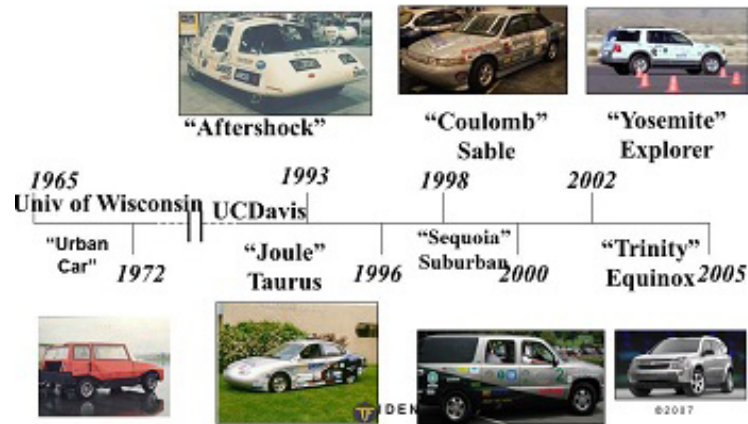 “Aftershock”
“Coulomb”
Sable
“Yosemite”
Explorer
1965
1993
1998
2002
Univ of Wisconsin
UCDavis
“Urban
Car”
1972
“Joule”
Taurus
1996
“Sequoia”
Suburban
2000
“Trinity”
Equinox
2005
IDEN
©2007